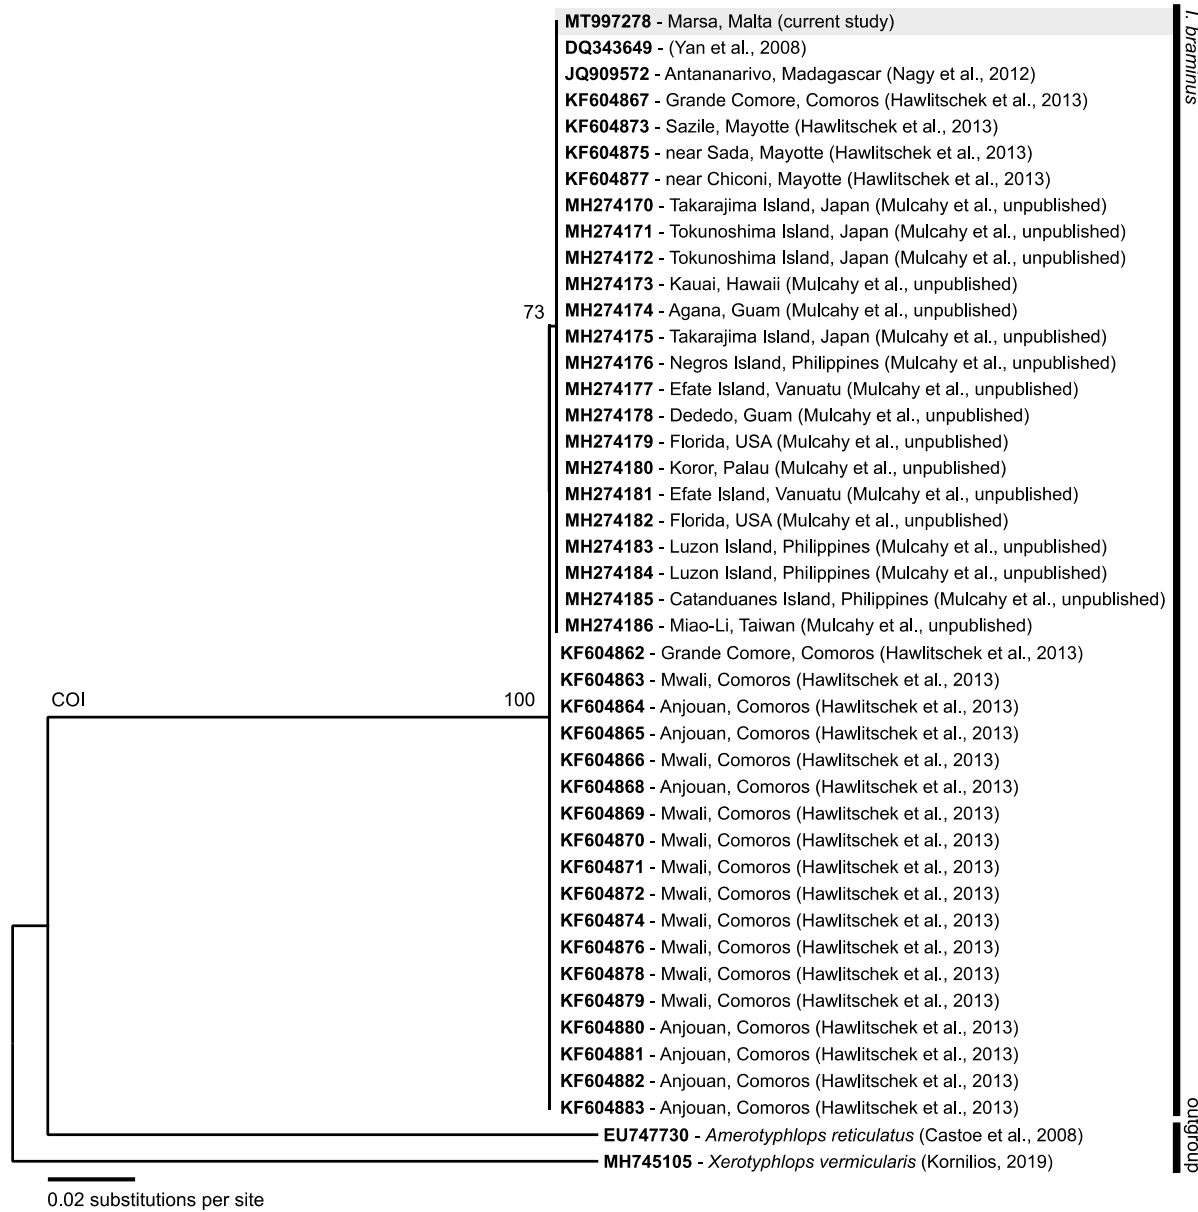 MT997278 - Marsa, Malta (current study)
DQ343649 - (Yan et al., 2008)
JQ909572 - Antananarivo, Madagascar (Nagy et al., 2012)
KF604867 - Grande Comore, Comoros (Hawlitschek et al., 2013)
KF604873 - Sazile, Mayotte (Hawlitschek et al., 2013)
KF604875 - near Sada, Mayotte (Hawlitschek et al., 2013)
KF604877 - near Chiconi, Mayotte (Hawlitschek et al., 2013)
MH274170 - Takarajima Island, Japan (Mulcahy et al., unpublished)
MH274171 - Tokunoshima Island, Japan (Mulcahy et al., unpublished)
MH274172 - Tokunoshima Island, Japan (Mulcahy et al., unpublished)
MH274173 - Kauai, Hawaii (Mulcahy et al., unpublished)
MH274174 - Agana, Guam (Mulcahy et al., unpublished)
MH274175 - Takarajima Island, Japan (Mulcahy et al., unpublished)
MH274176 - Negros Island, Philippines (Mulcahy et al., unpublished)
MH274177 - Efate Island, Vanuatu (Mulcahy et al., unpublished)
MH274178 - Dededo, Guam (Mulcahy et al., unpublished)
MH274179 - Florida, USA (Mulcahy et al., unpublished)
MH274180 - Koror, Palau (Mulcahy et al., unpublished)
MH274181 - Efate Island, Vanuatu (Mulcahy et al., unpublished)
MH274182 - Florida, USA (Mulcahy et al., unpublished)
MH274183 - Luzon Island, Philippines (Mulcahy et al., unpublished)
MH274184 - Luzon Island, Philippines (Mulcahy et al., unpublished)
MH274185 - Catanduanes Island, Philippines (Mulcahy et al., unpublished)
MH274186 - Miao-Li, Taiwan (Mulcahy et al., unpublished)
KF604862 - Grande Comore, Comoros (Hawlitschek et al., 2013)
KF604863 - Mwali, Comoros (Hawlitschek et al., 2013)
KF604864 - Anjouan, Comoros (Hawlitschek et al., 2013)
KF604865 - Anjouan, Comoros (Hawlitschek et al., 2013)
KF604866 - Mwali, Comoros (Hawlitschek et al., 2013)
KF604868 - Anjouan, Comoros (Hawlitschek et al., 2013)
KF604869 - Mwali, Comoros (Hawlitschek et al., 2013)
KF604870 - Mwali, Comoros (Hawlitschek et al., 2013)
KF604871 - Mwali, Comoros (Hawlitschek et al., 2013)
KF604872 - Mwali, Comoros (Hawlitschek et al., 2013)
KF604874 - Mwali, Comoros (Hawlitschek et al., 2013)
KF604876 - Mwali, Comoros (Hawlitschek et al., 2013)
KF604878 - Mwali, Comoros (Hawlitschek et al., 2013)
KF604879 - Mwali, Comoros (Hawlitschek et al., 2013)
KF604880 - Anjouan, Comoros (Hawlitschek et al., 2013)
KF604881 - Anjouan, Comoros (Hawlitschek et al., 2013)
KF604882 - Anjouan, Comoros (Hawlitschek et al., 2013)
KF604883 - Anjouan, Comoros (Hawlitschek et al., 2013)
EU747730 - Amerotyphlops reticulatus (Castoe et al., 2008)
MH745105 - Xerotyphlops vermicularis (Kornilios, 2019)
73
100
COI
0.02 substitutions per site
I. braminus
outgroup